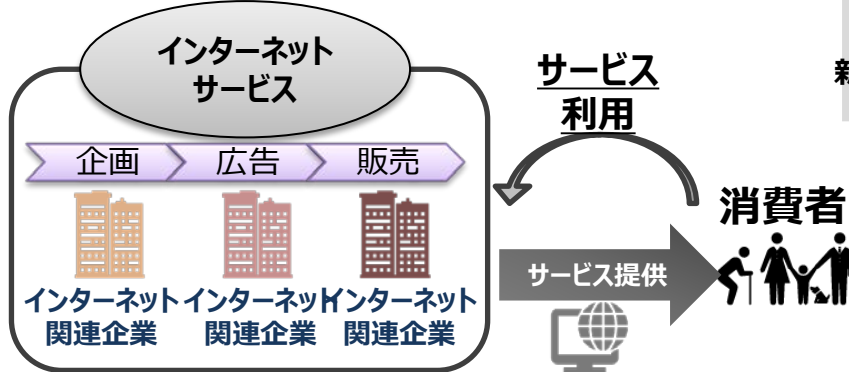 インターネット
サービス
企画 広告 販売
インターネット インターネット インターネット
関連企業 関連企業 関連企業
サービス
利用
サービス提供
消費者